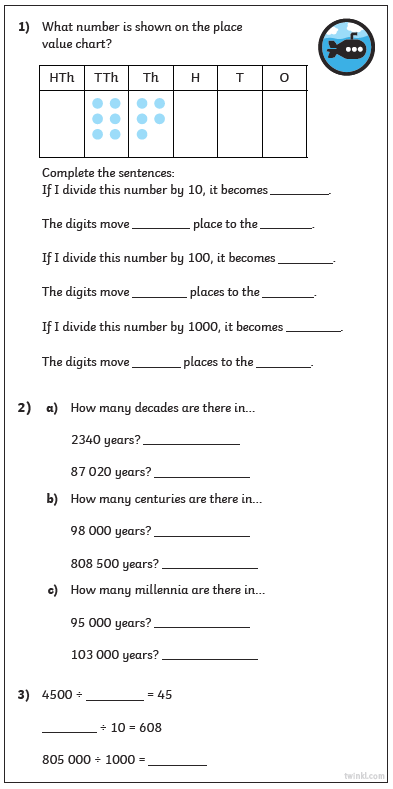 1) What number is shown on the place
value chart?
HTh TTh Th H T O
Complete the sentences:
If I divide this number by 10, it becomes _________.
The digits move _________ place to the ________.
If I divide this number by 100, it becomes ________.
The digits move ________ places to the ________.
If I divide this number by 1000, it becomes ________.
The digits move _______ places to the ________.
2) a) How many decades are there in...
2340 years? ______________
87 020 years? ______________
b) How many centuries are there in...
98 000 years? ______________
808 500 years? ______________
c) How many millennia are there in...
95 000 years? ______________
103 000 years? ______________
3) 4500 ÷ _________ = 45
________ ÷ 10 = 608
805 000 ÷ 1000 = _________
twinkl.com